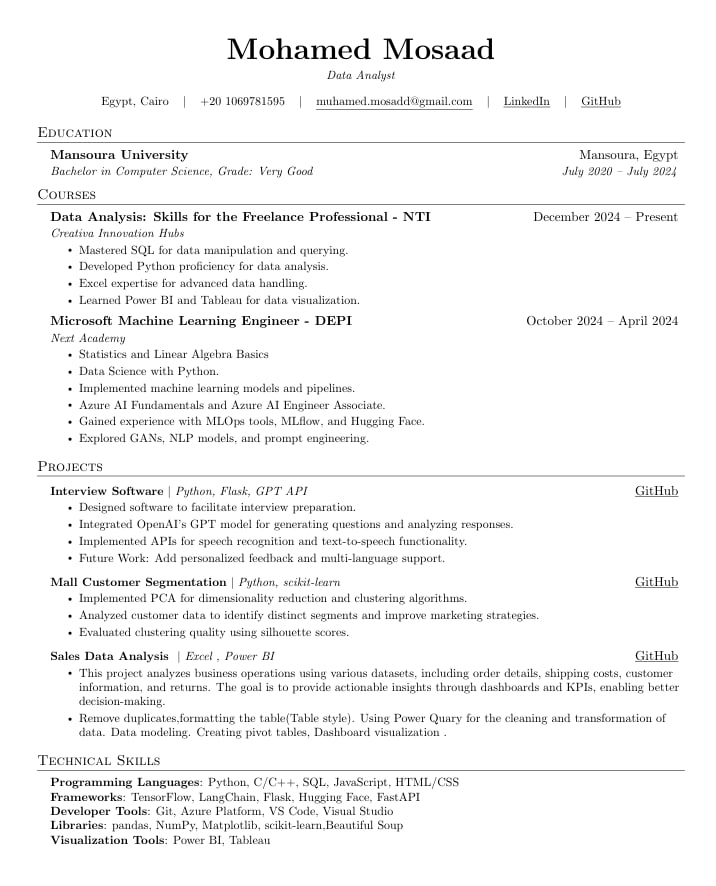 Mohamed Mosaad
Data Analyst
Egypt, Cairo | +20 1069781595 | muhamed.mosadd@gmail.com | LinkedIn | GitHub
Education
Mansoura University Mansoura, Egypt
Bachelor in Computer Science, Grade: Very Good July 2020 – July 2024
Courses
Data Analysis: Skills for the Freelance Professional - NTI December 2024 – Present
Creativa Innovation Hubs
• Mastered SQL for data manipulation and querying.
• Developed Python proficiency for data analysis.
• Excel expertise for advanced data handling.
• Learned Power BI and Tableau for data visualization.
Microsoft Machine Learning Engineer - DEPI October 2024 – April 2024
Next Academy
• Statistics and Linear Algebra Basics
• Data Science with Python.
• Implemented machine learning models and pipelines.
• Azure AI Fundamentals and Azure AI Engineer Associate.
• Gained experience with MLOps tools, MLflow, and Hugging Face.
• Explored GANs, NLP models, and prompt engineering.
Projects
Interview Software | Python, Flask, GPT API GitHub
• Designed software to facilitate interview preparation.
• Integrated OpenAI's GPT model for generating questions and analyzing responses.
• Implemented APIs for speech recognition and text-to-speech functionality.
• Future Work: Add personalized feedback and multi-language support.
Mall Customer Segmentation | Python, scikit-learn GitHub
• Implemented PCA for dimensionality reduction and clustering algorithms.
• Analyzed customer data to identify distinct segments and improve marketing strategies.
• Evaluated clustering quality using silhouette scores.
Sales Data Analysis | Excel , Power BI GitHub
• This project analyzes business operations using various datasets, including order details, shipping costs, customer
information, and returns. The goal is to provide actionable insights through dashboards and KPIs, enabling better
decision-making.
• Remove duplicates,formatting the table(Table style). Using Power Quary for the cleaning and transformation of
data. Data modeling. Creating pivot tables, Dashboard visualization .
Technical Skills
Programming Languages: Python, C/C++, SQL, JavaScript, HTML/CSS
Frameworks: TensorFlow, LangChain, Flask, Hugging Face, FastAPI
Developer Tools: Git, Azure Platform, VS Code, Visual Studio
Libraries: pandas, NumPy, Matplotlib, scikit-learn,Beautiful Soup
Visualization Tools: Power BI, Tableau